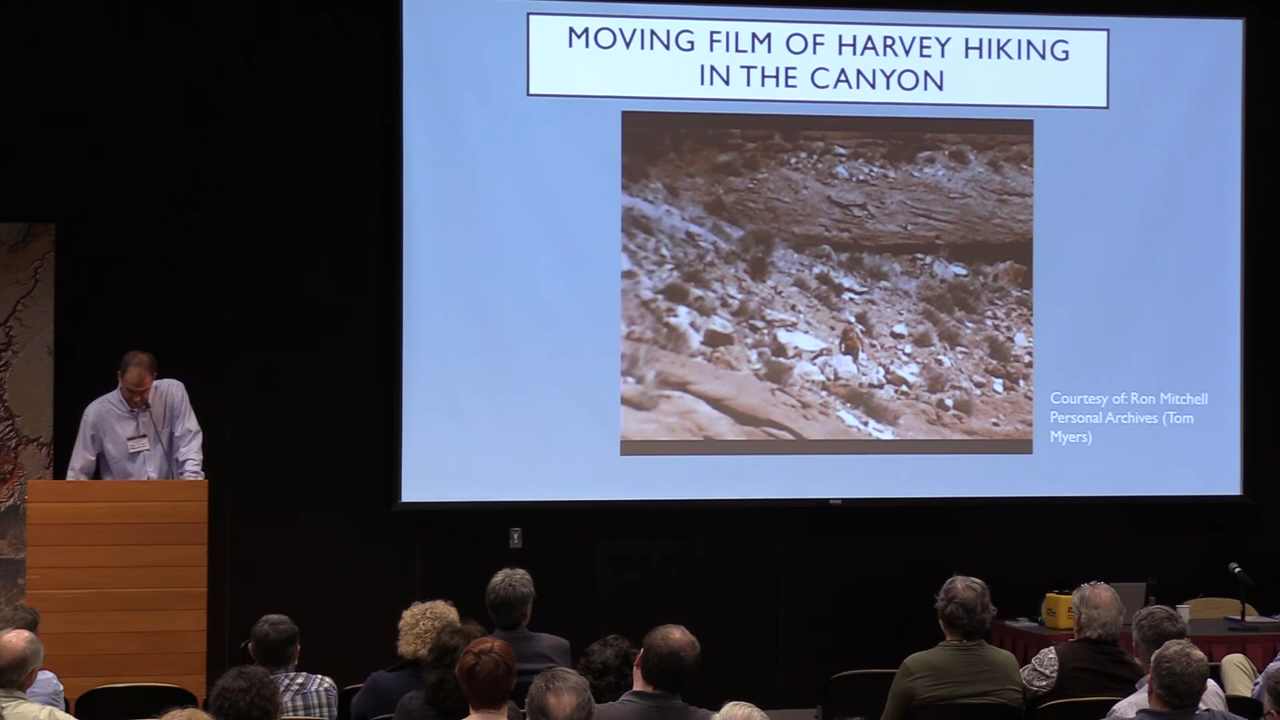 MOVING FILM OF HARVEY HIKING
IN THE CANYON
Courtesy of: Ron Mitchell
Personal Archives (Tom
Myers)